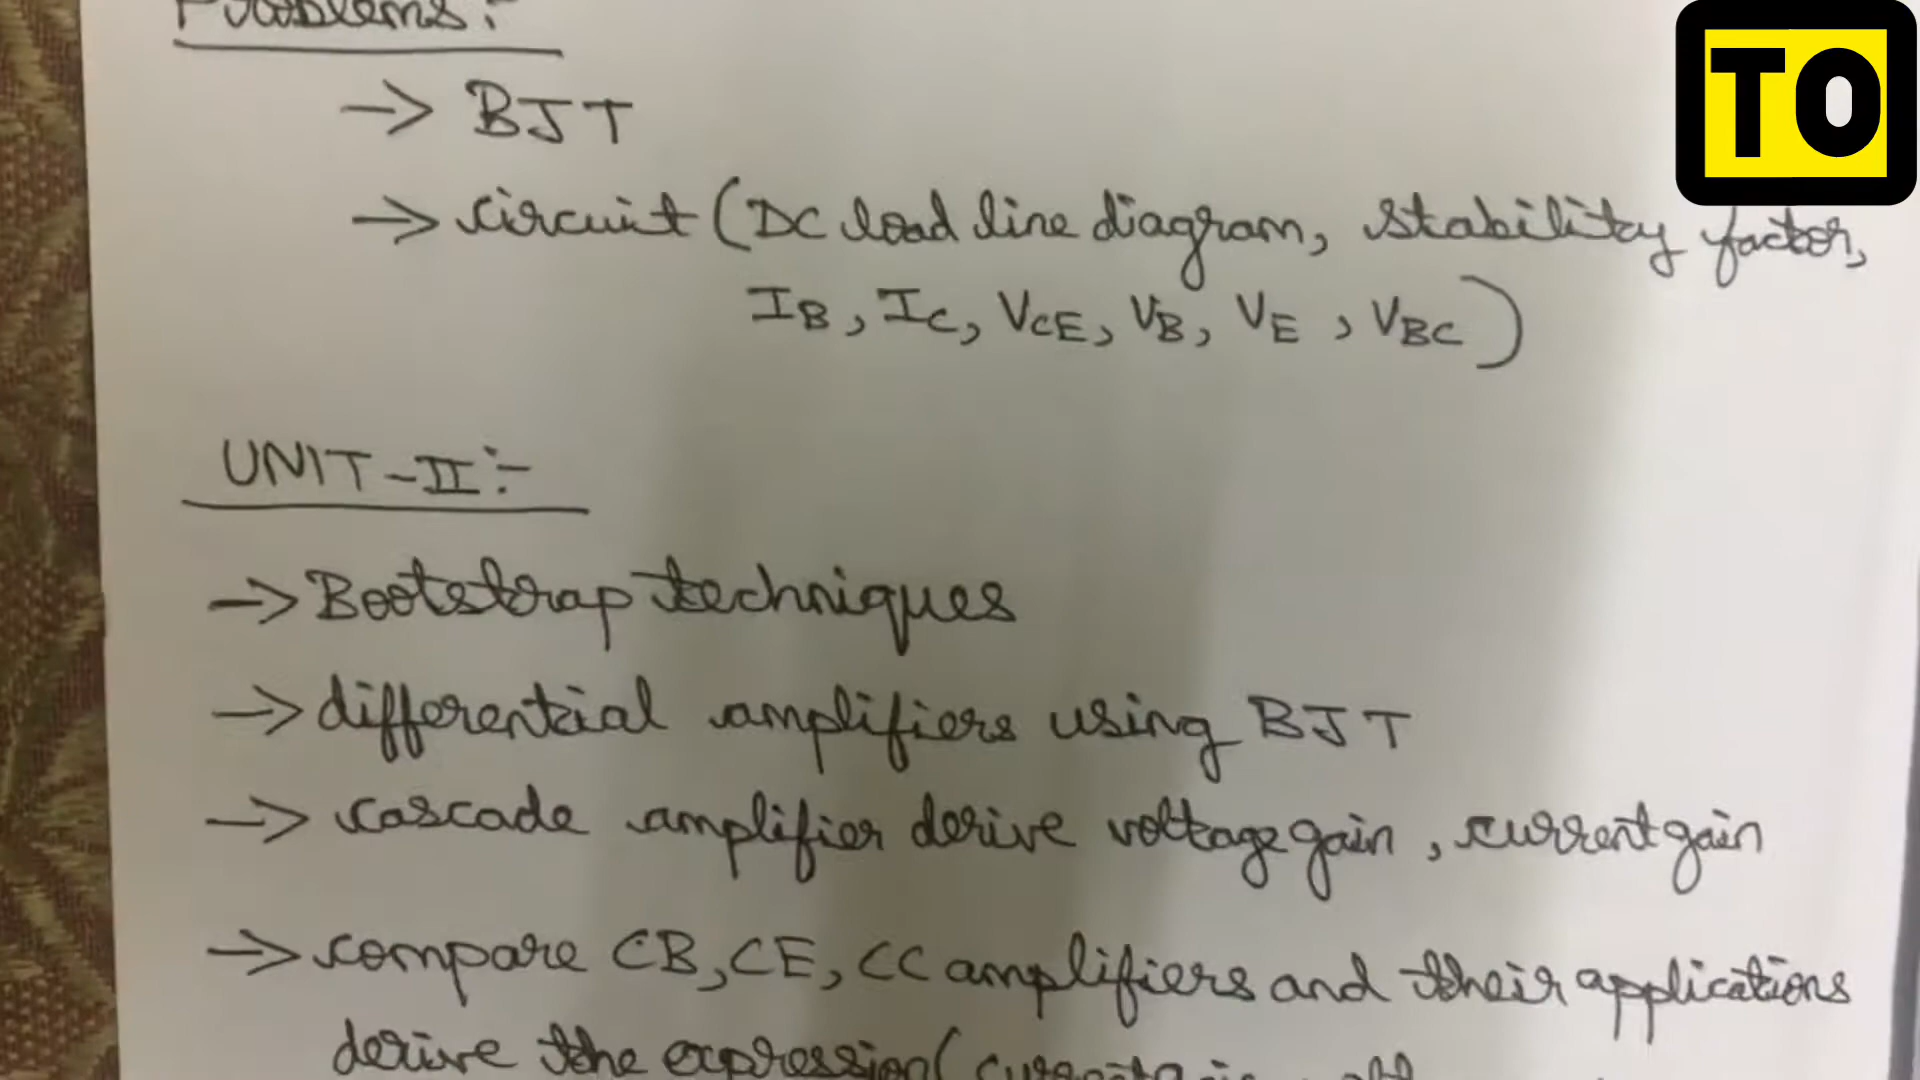 Problems:
TO
→ BJT
→ circuit (DC load line diagram, stability factor,
IB, IC, VCE, VB, VE, VBC)
UNIT-II:-
→ Bootstrap techniques
→ differential amplifiers using BJT
→ cascade amplifier derive voltage gain, current gain
→ compare CB, CE, CC amplifiers and their applications
derive the expression (current gain